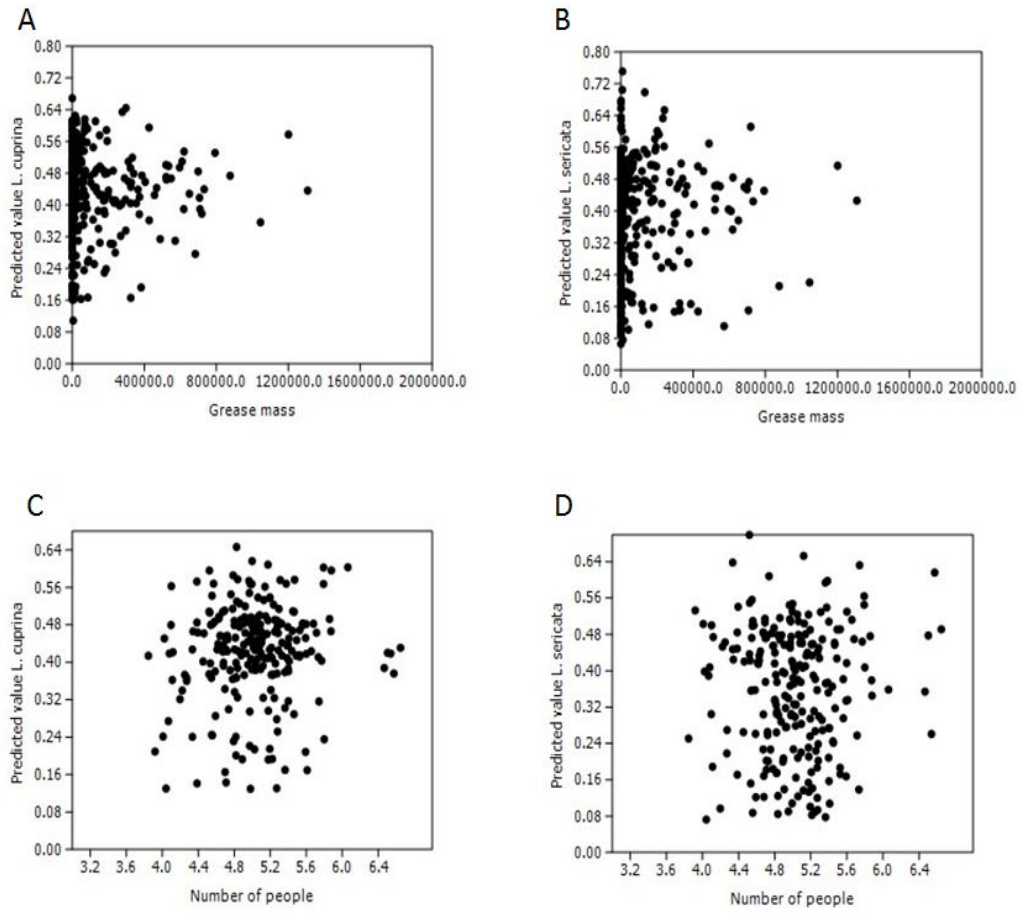 A
B
0.80
0.72
0.64
0.56
0.48
0.40
0.32
0.24
0.16
0.08
0.00
Predicted value L. cuprina
0.0 400000.0 800000.0 1200000.0 1600000.0 2000000.0
Grease mass
0.80
0.72
0.64
0.56
0.48
0.40
0.32
0.24
0.16
0.08
0.00
Predicted value L. sericata
0.0 400000.0 800000.0 1200000.0 1600000.0 2000000.0
Grease mass
C
D
0.64
0.56
0.48
0.40
0.32
0.24
0.16
0.08
0.00
Predicted value L. cuprina
3.2 3.6 4.0 4.4 4.8 5.2 5.6 6.0 6.4
Number of people
0.64
0.56
0.48
0.40
0.32
0.24
0.16
0.08
0.00
Predicted value L. sericata
3.2 3.6 4.0 4.4 4.8 5.2 5.6 6.0 6.4
Number of people